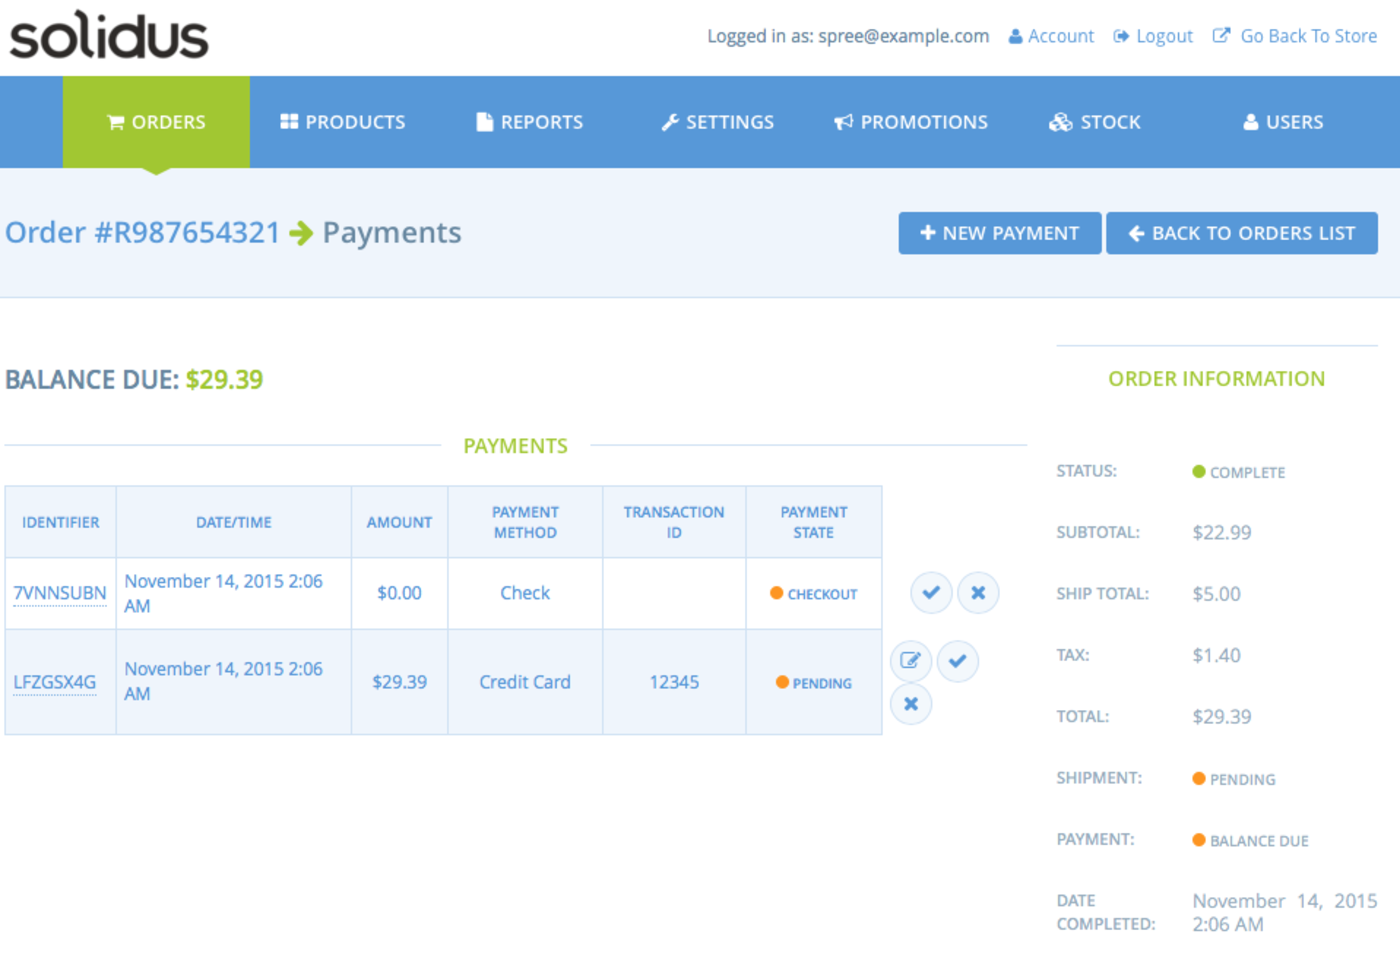 solidus
Logged in as: spree@example.com Account Logout Go Back To Store
ORDERS PRODUCTS REPORTS SETTINGS PROMOTIONS STOCK USERS
Order #R987654321 Payments
NEW PAYMENT BACK TO ORDERS LIST
BALANCE DUE: $29.39
PAYMENTS
IDENTIFIER DATE/TIME AMOUNT PAYMENT METHOD TRANSACTION ID PAYMENT STATE
7VNNSUBN November 14, 2015 2:06 AM $0.00 Check CHECKOUT
LFZGSX4G November 14, 2015 2:06 AM $29.39 Credit Card 12345 PENDING
ORDER INFORMATION
STATUS: COMPLETE
SUBTOTAL: $22.99
SHIP TOTAL: $5.00
TAX: $1.40
TOTAL: $29.39
SHIPMENT: PENDING
PAYMENT: BALANCE DUE
DATE COMPLETED: November 14, 2015 2:06 AM